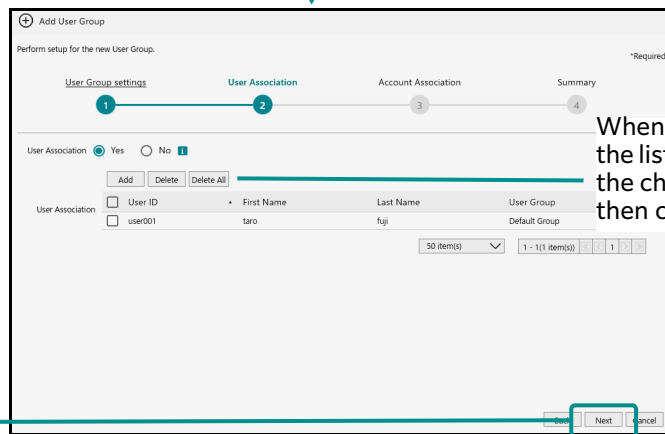 Add User Group
Perform setup for the new User Group.
*Required
User Group settings User Association Account Association Summary
1 2 3 4
When
the list
the ch
then c
User Association Yes No i
Add Delete Delete All
User Association
User ID First Name Last Name User Group
user001 taro fuji Default Group
50 item(s) 1 - 1(1 item(s)) 1
Back Next Cancel